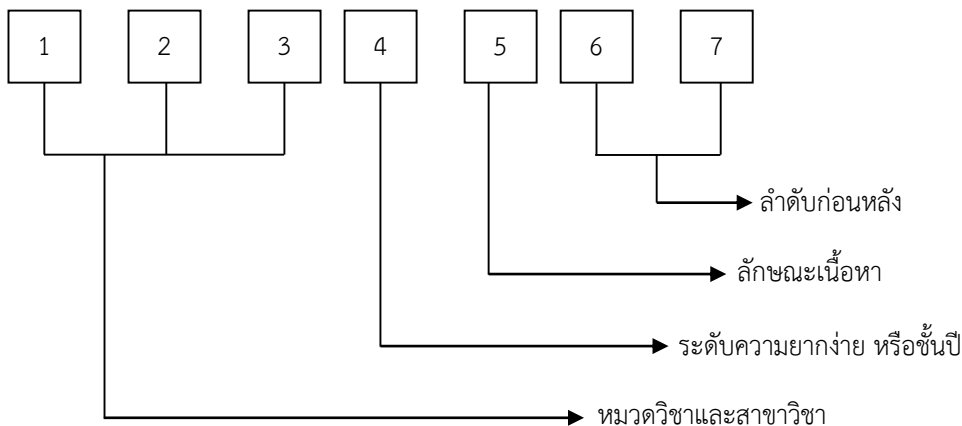 1 2 3 4 5 6 7
ลำดับก่อนหลัง
ลักษณะเนื้อหา
ระดับความยากง่าย หรือชั้นปี
หมวดวิชาและสาขาวิชา